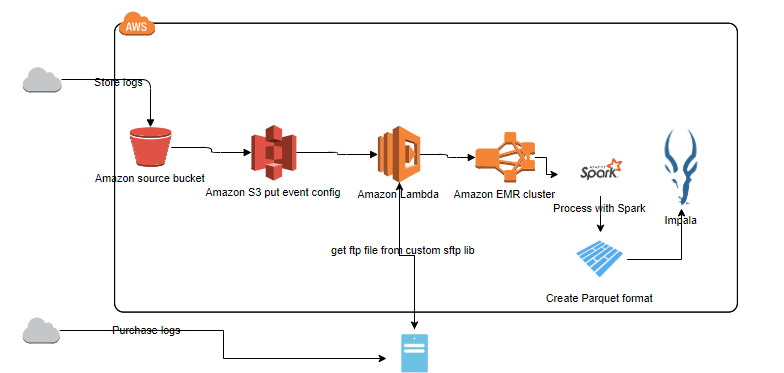 AWS
Store logs
Amazon source bucket
Amazon S3 put event config
Amazon Lambda
Amazon EMR cluster
APACHE
Spark
Process with Spark
Impala
get ftp file from custom sftp lib
Create Parquet format
Purchase logs